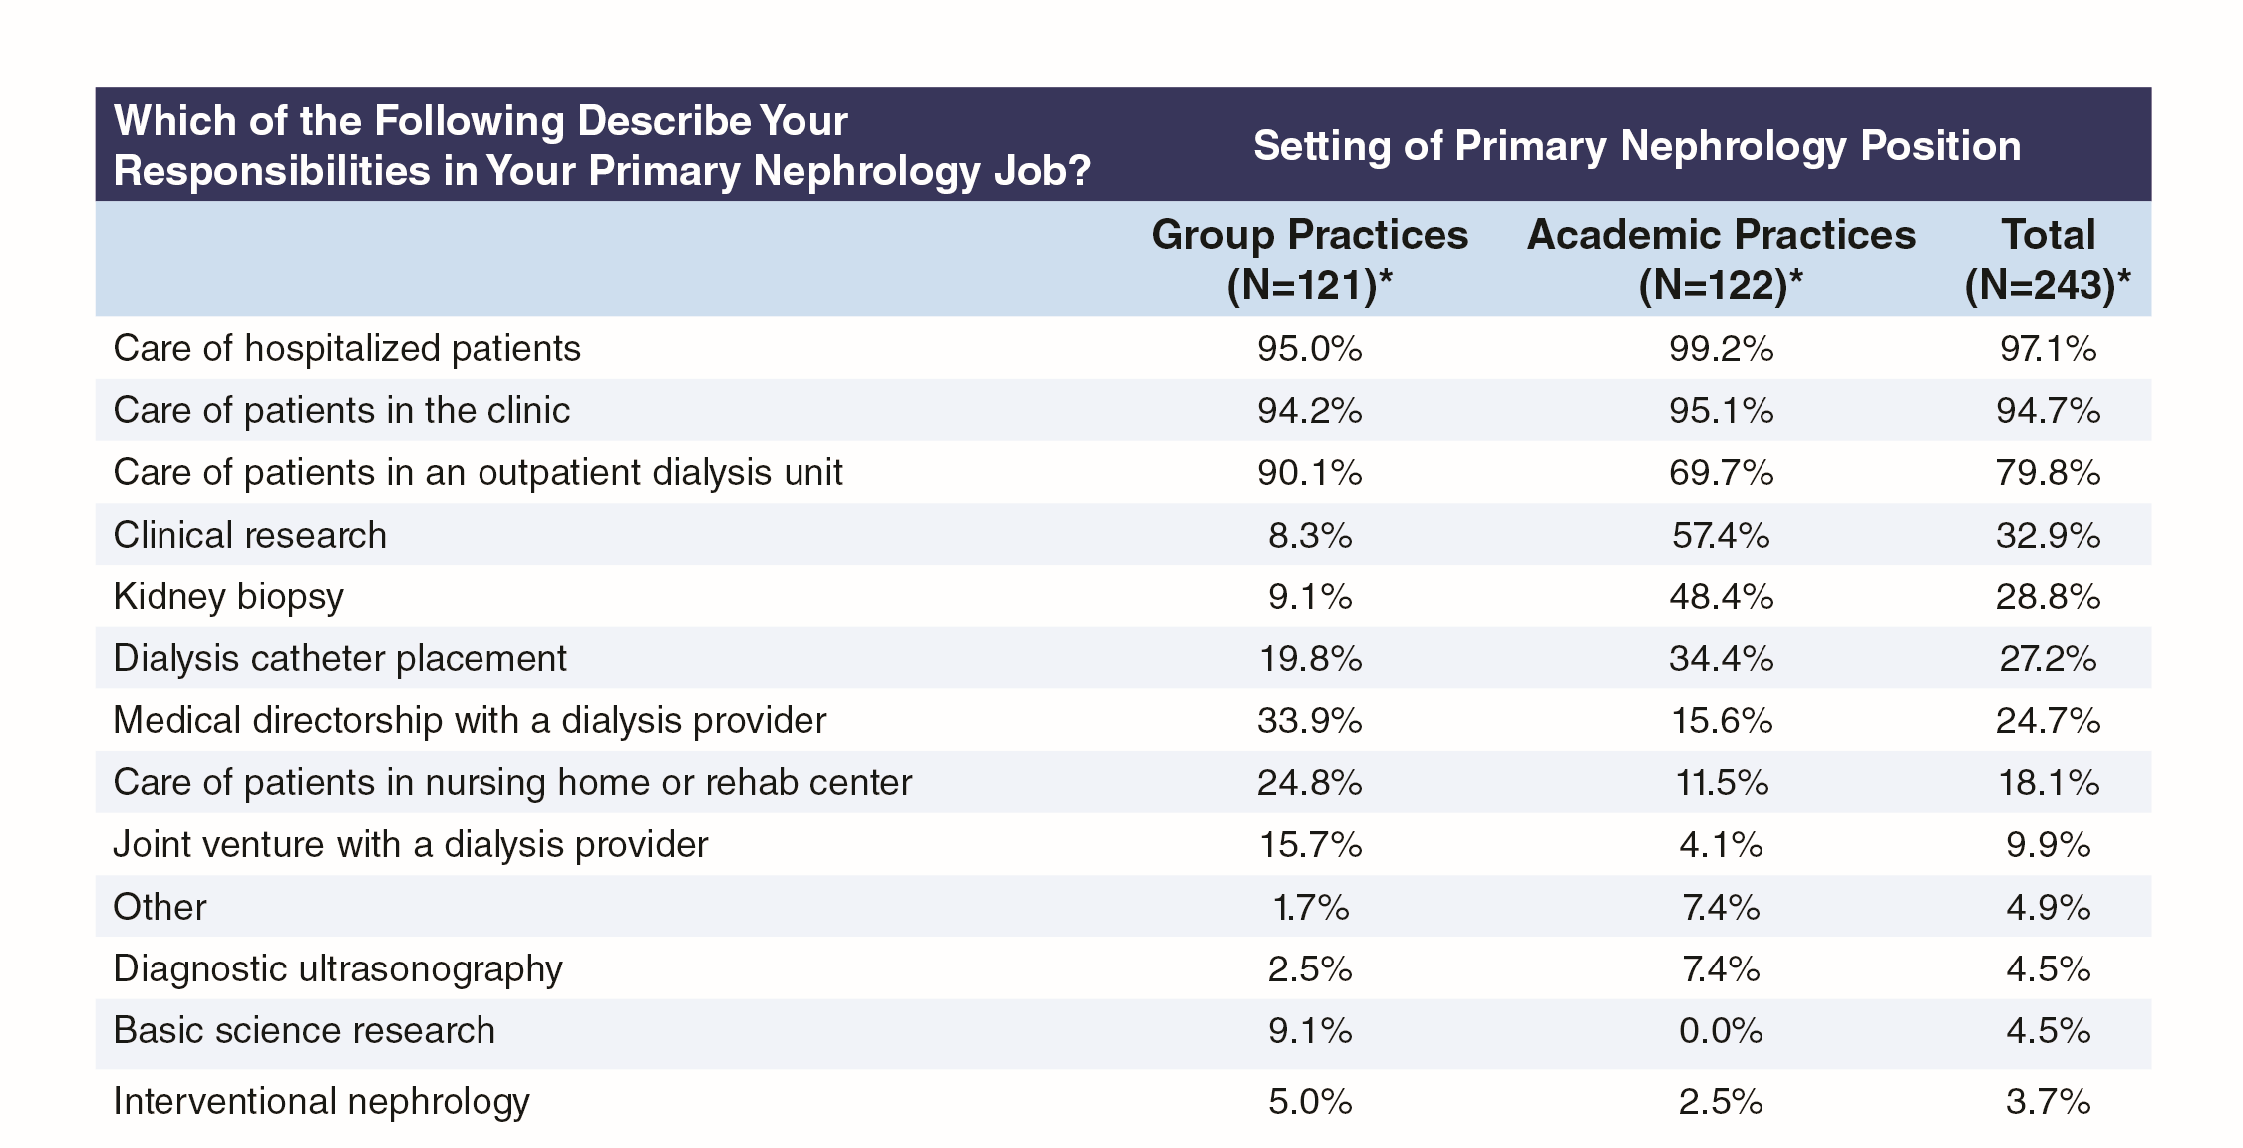 Which of the Following Describe Your
Responsibilities in Your Primary Nephrology Job?
Setting of Primary Nephrology Position
Group Practices (N=121)*
Academic Practices (N=122)*
Total (N=243)*
Care of hospitalized patients 95.0% 99.2% 97.1%
Care of patients in the clinic 94.2% 95.1% 94.7%
Care of patients in an outpatient dialysis unit 90.1% 69.7% 79.8%
Clinical research 8.3% 57.4% 32.9%
Kidney biopsy 9.1% 48.4% 28.8%
Dialysis catheter placement 19.8% 34.4% 27.2%
Medical directorship with a dialysis provider 33.9% 15.6% 24.7%
Care of patients in nursing home or rehab center 24.8% 11.5% 18.1%
Joint venture with a dialysis provider 15.7% 4.1% 9.9%
Other 1.7% 7.4% 4.9%
Diagnostic ultrasonography 2.5% 7.4% 4.5%
Basic science research 9.1% 0.0% 4.5%
Interventional nephrology 5.0% 2.5% 3.7%